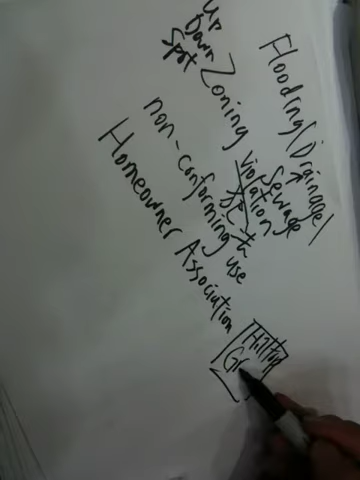 Flooding/Drainage/
Sewage
Up
Down
Spot
Zoning violation
non-conforming use
Homeowner Association